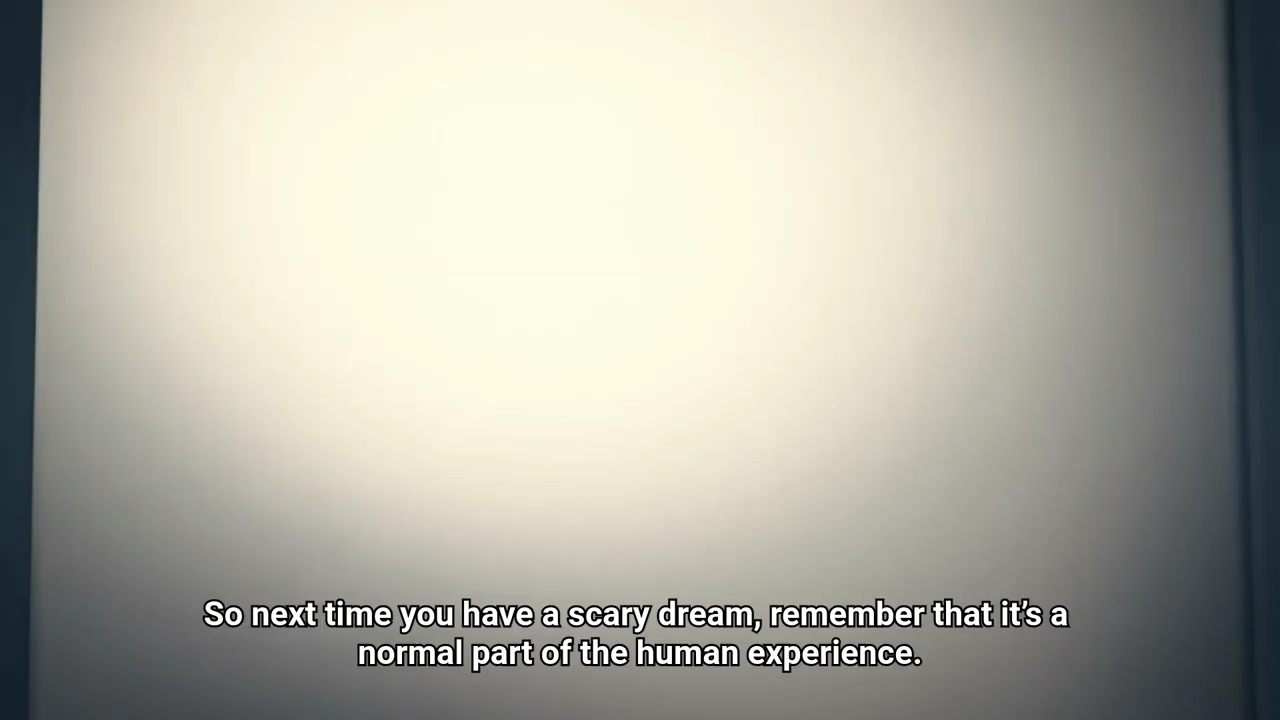 So next time you have a scary dream, remember that it’s a
normal part of the human experience.